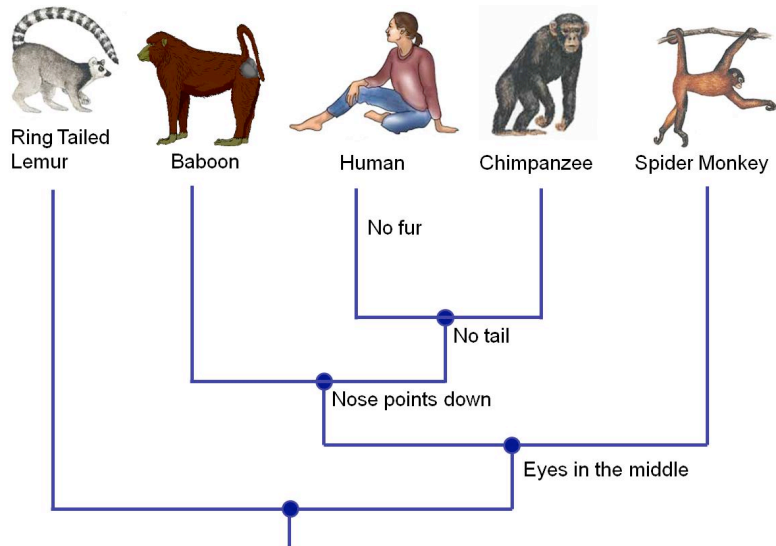 Ring Tailed
Lemur
Baboon
Human
Chimpanzee
Spider Monkey
No fur
No tail
Nose points down
Eyes in the middle